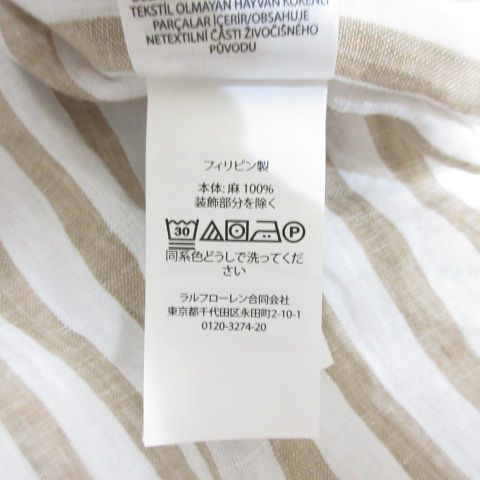 TEKSTİL OLMAYAN HAYVAN KÖKENLİ
PARÇALAR İÇERİR/OBSAHUJE
NETEXTILNÍ ČÁSTI ŽIVOČIŠNÉHO
PŮVODU
フィリピン製
本体: 麻 100%
装飾部分を除く
30 P
同系色どうしで洗ってくだ
さい
ラルフローレン合同会社
東京都千代田区永田町2-10-1
0120-3274-20